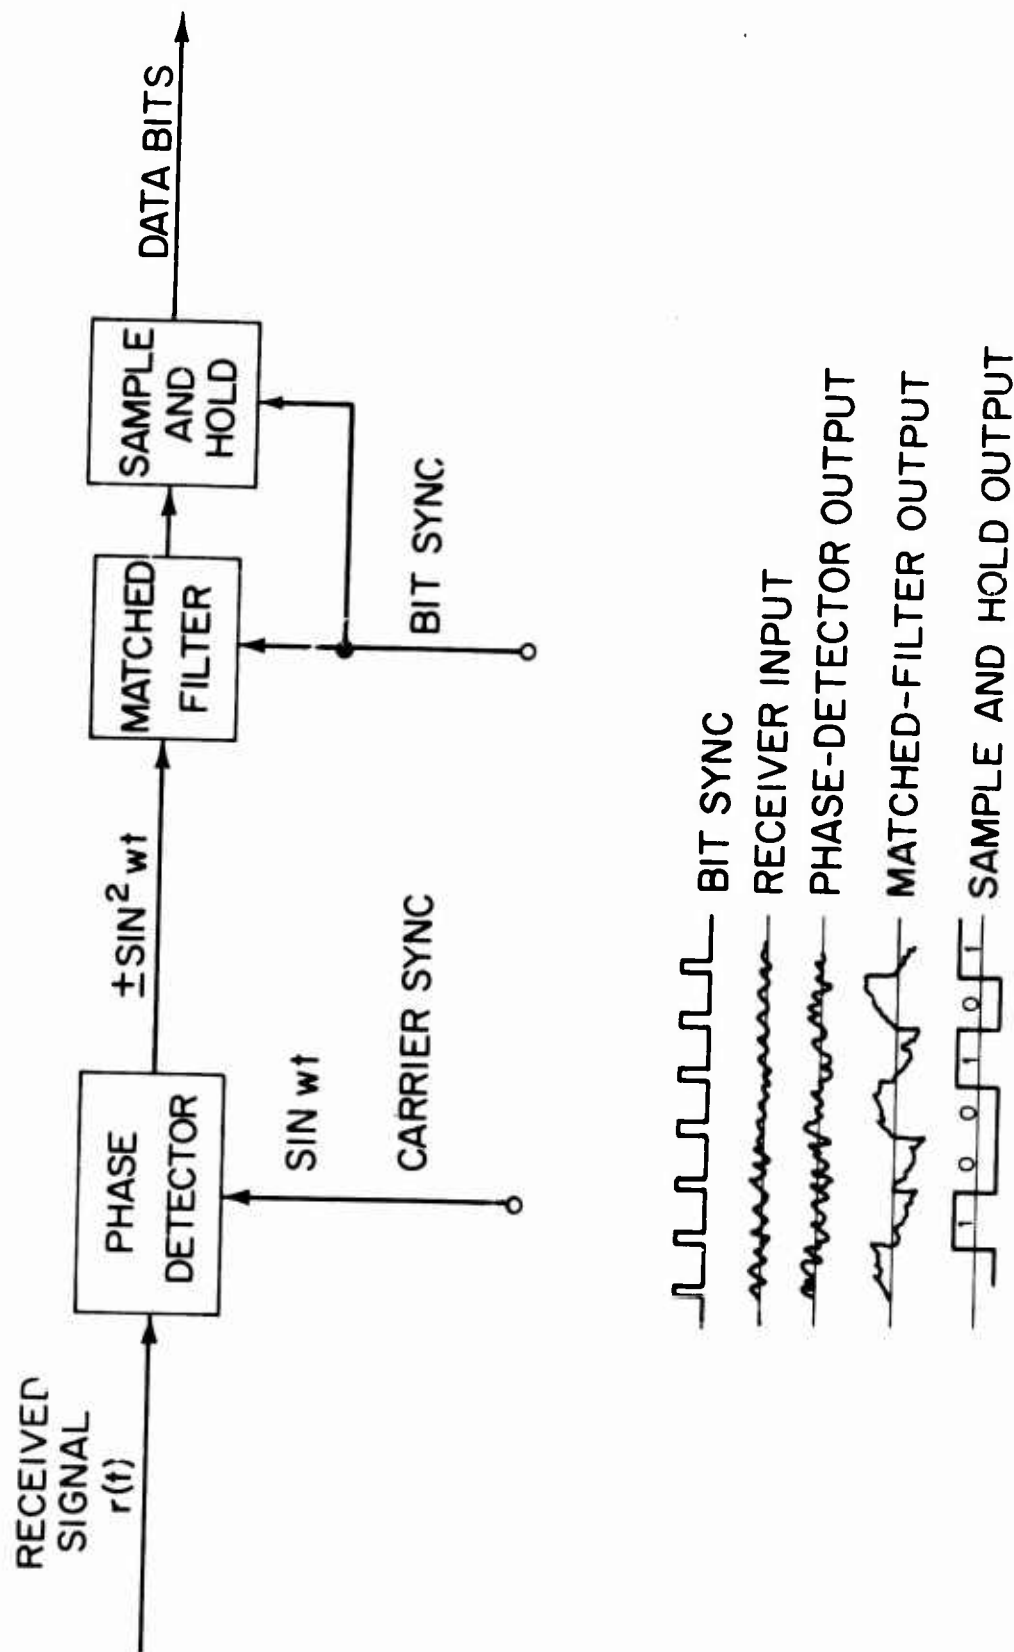 RECEIVED
SIGNAL
r(t)
PHASE
DETECTOR
±SIN² wt
MATCHED
FILTER
SAMPLE
AND
HOLD
DATA BITS
SIN wt
CARRIER SYNC
BIT SYNC
BIT SYNC
RECEIVER INPUT
PHASE-DETECTOR OUTPUT
MATCHED-FILTER OUTPUT
1 0 0 1 0 1 SAMPLE AND HOLD OUTPUT